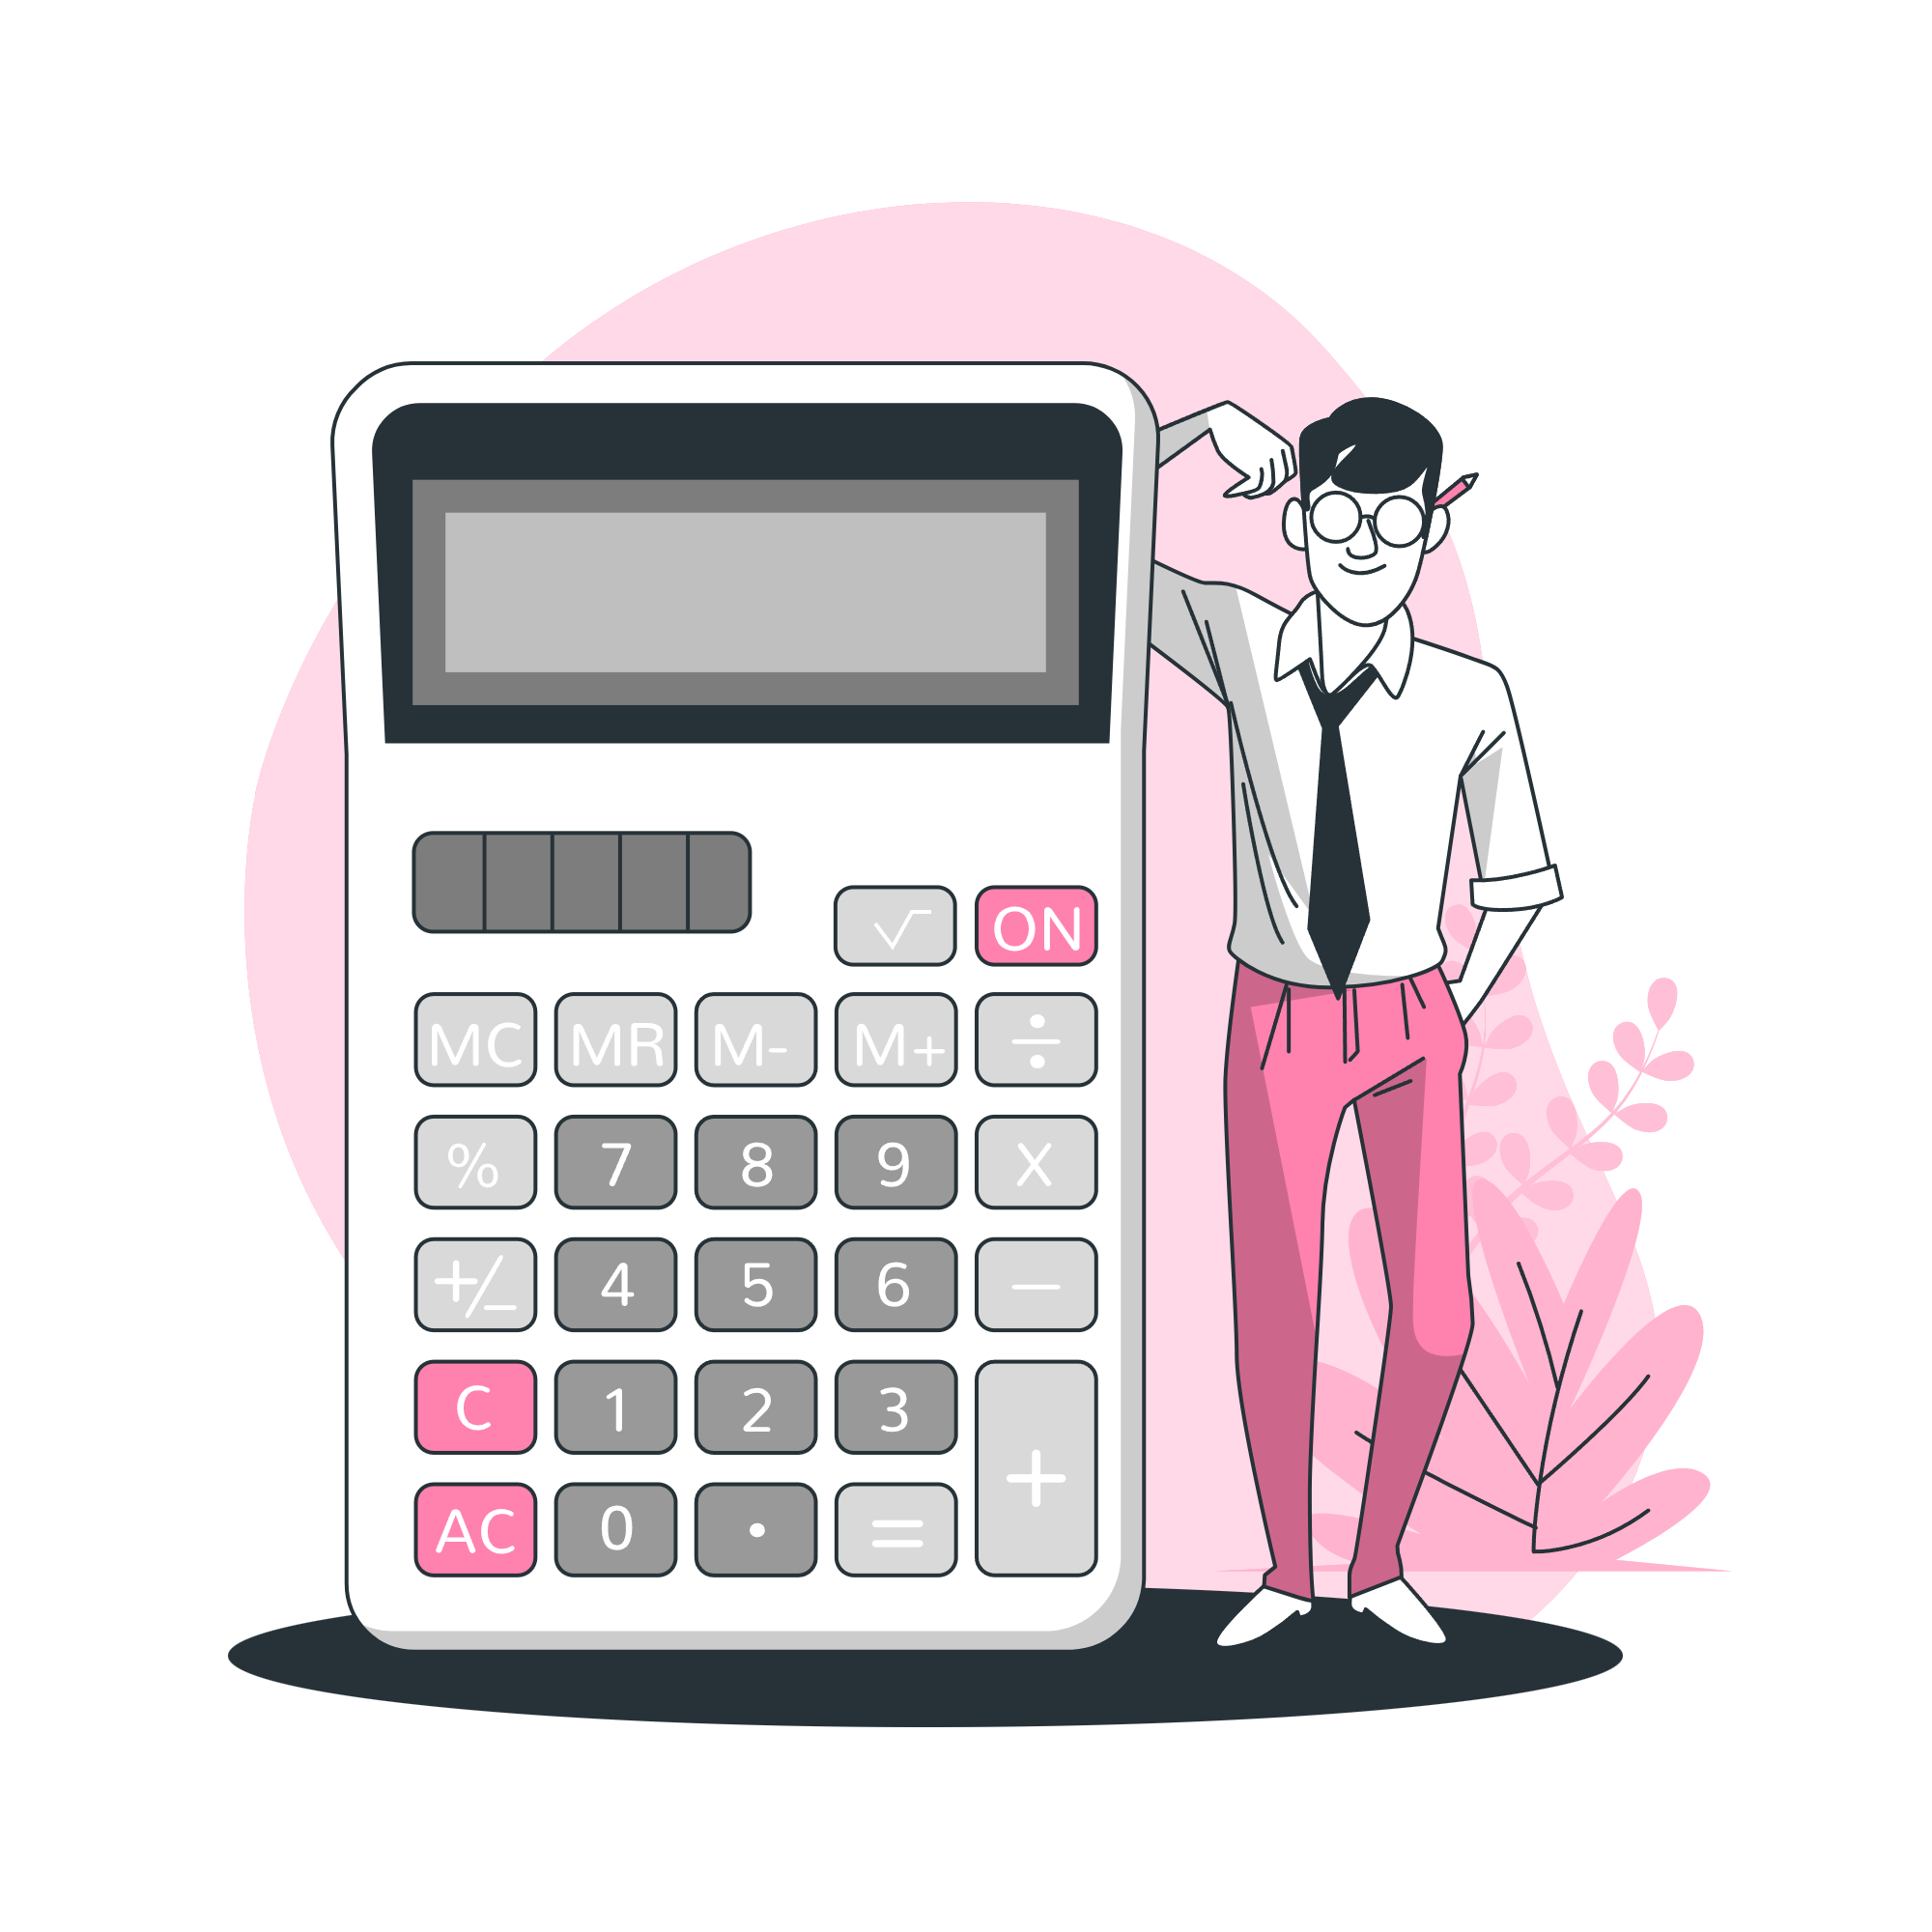 √ ON
MC MR M- M+ ÷
% 7 8 9 X
+/- 4 5 6 −
C 1 2 3
+
AC 0 . =